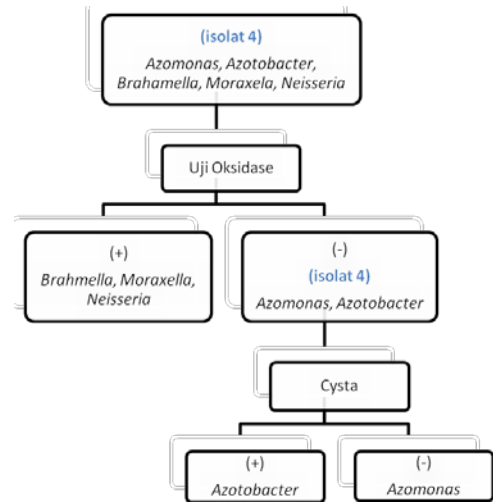 (isolat 4)
Azomonas, Azotobacter,
Brahamella, Moraxela, Neisseria
Uji Oksidase
(+)
Brahmella, Moraxella,
Neisseria
(-)
(isolat 4)
Azomonas, Azotobacter
Cysta
(+)
Azotobacter
(-)
Azomonas